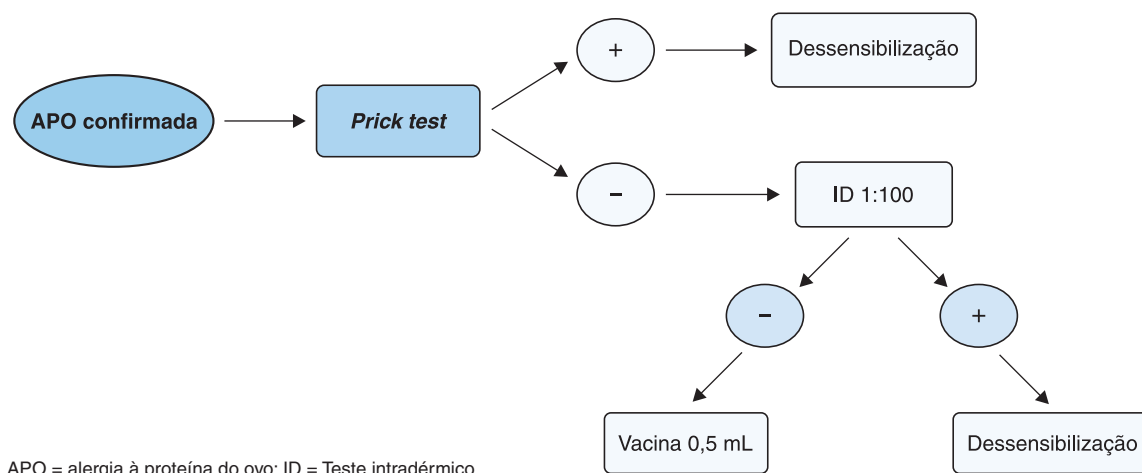 +
Dessensibilização
APO confirmada
Prick test
–
ID 1:100
–
+
Vacina 0,5 mL
Dessensibilização
APO = alergia à proteína do ovo; ID = Teste intradérmico